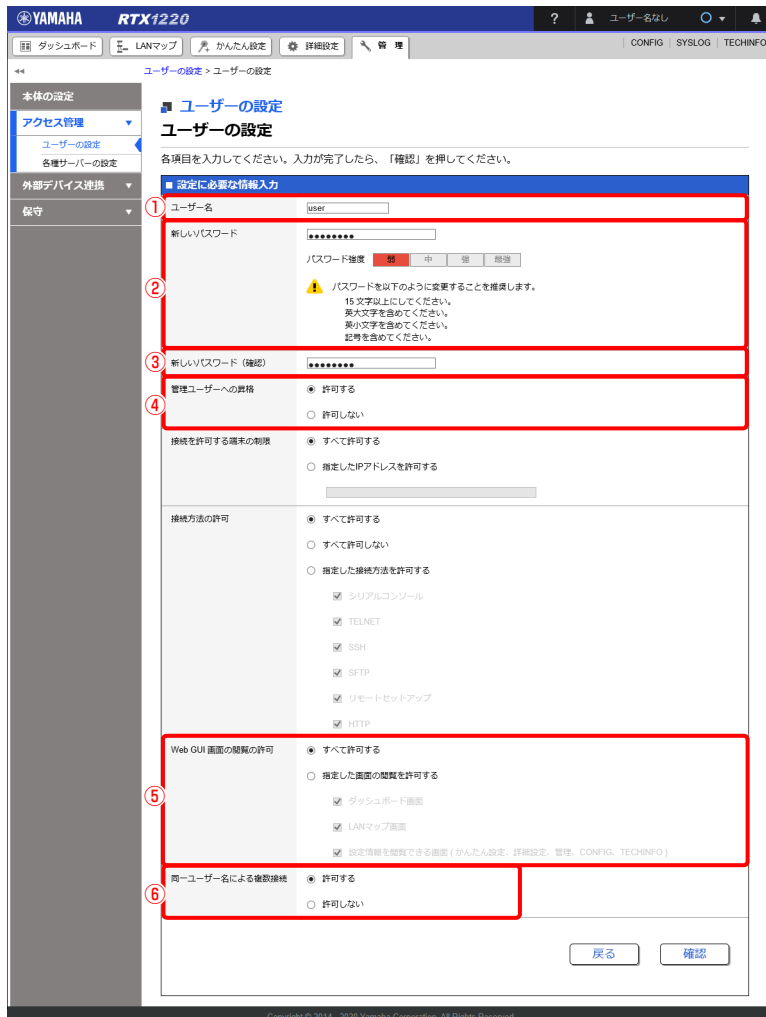 YAMAHA RTX1220 ? ユーザー名なし
ダッシュボード LANマップ かんたん設定 詳細設定 管理 CONFIG SYSLOG TECHINFO
ユーザーの設定 > ユーザーの設定
本体の設定
アクセス管理
ユーザーの設定
各種サーバーの設定
外部デバイス連携
保守
ユーザーの設定
ユーザーの設定
各項目を入力してください。入力が完了したら、「確認」を押してください。
■ 設定に必要な情報入力
① ユーザー名 user
新しいパスワード ●●●●●●●●
パスワード強度 弱 中 強 最強
② パスワードを以下のように変更することを推奨します。
15 文字以上にしてください。
英大文字を含めてください。
英小文字を含めてください。
記号を含めてください。
③ 新しいパスワード（確認） ●●●●●●●●
管理ユーザーへの昇格 許可する
④ 許可しない
接続を許可する端末の制限 すべて許可する
指定したIPアドレスを許可する
接続方法の許可 すべて許可する
すべて許可しない
指定した接続方法を許可する
シリアルコンソール
TELNET
SSH
SFTP
リモートセットアップ
HTTP
Web GUI 画面の閲覧の許可 すべて許可する
指定した画面の閲覧を許可する
⑤ ダッシュボード画面
LANマップ画面
設定情報を閲覧できる画面 ( かんたん設定、詳細設定、管理、CONFIG、TECHINFO )
同一ユーザー名による複数接続 許可する
⑥ 許可しない
戻る 確認
Copyright © 2014 - 2020 Yamaha Corporation. All Rights Reserved.